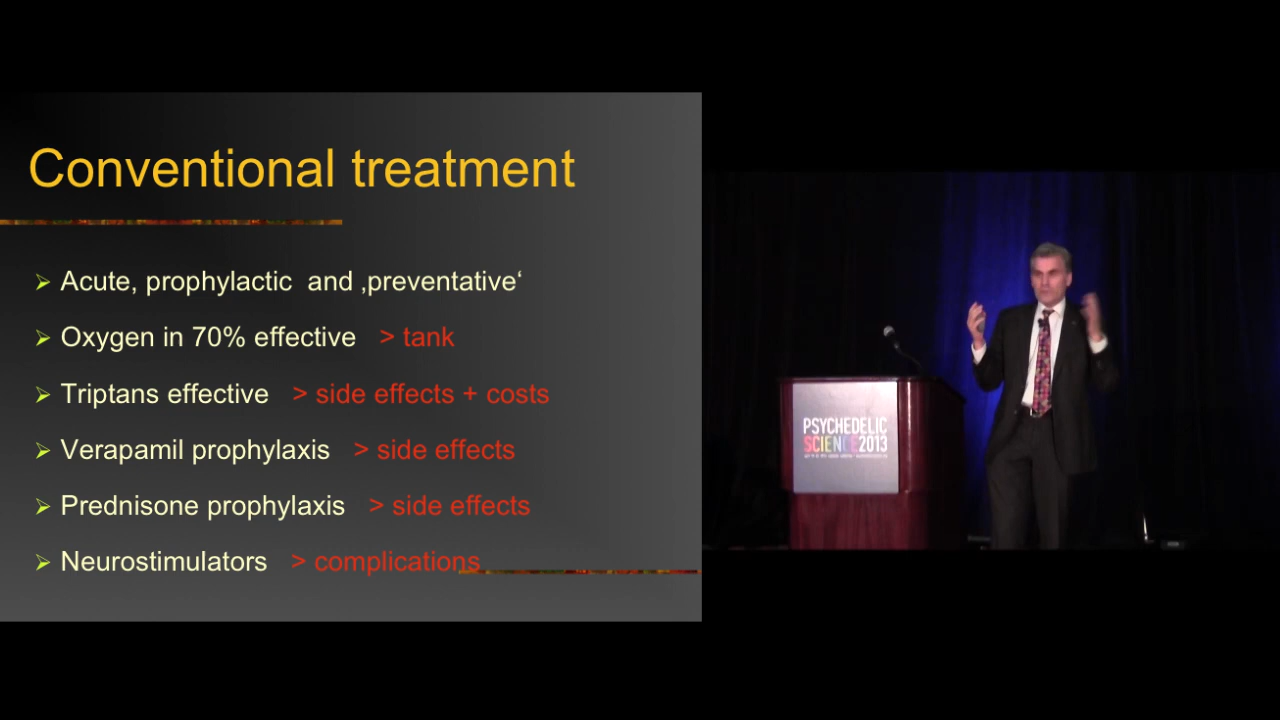 Conventional treatment
Acute, prophylactic  and ‚preventative‘
Oxygen in 70% effective > tank
Triptans effective > side effects + costs
Verapamil prophylaxis > side effects
Prednisone prophylaxis > side effects
Neurostimulators > complications
PSYCHEDELIC
SCIENCE2013